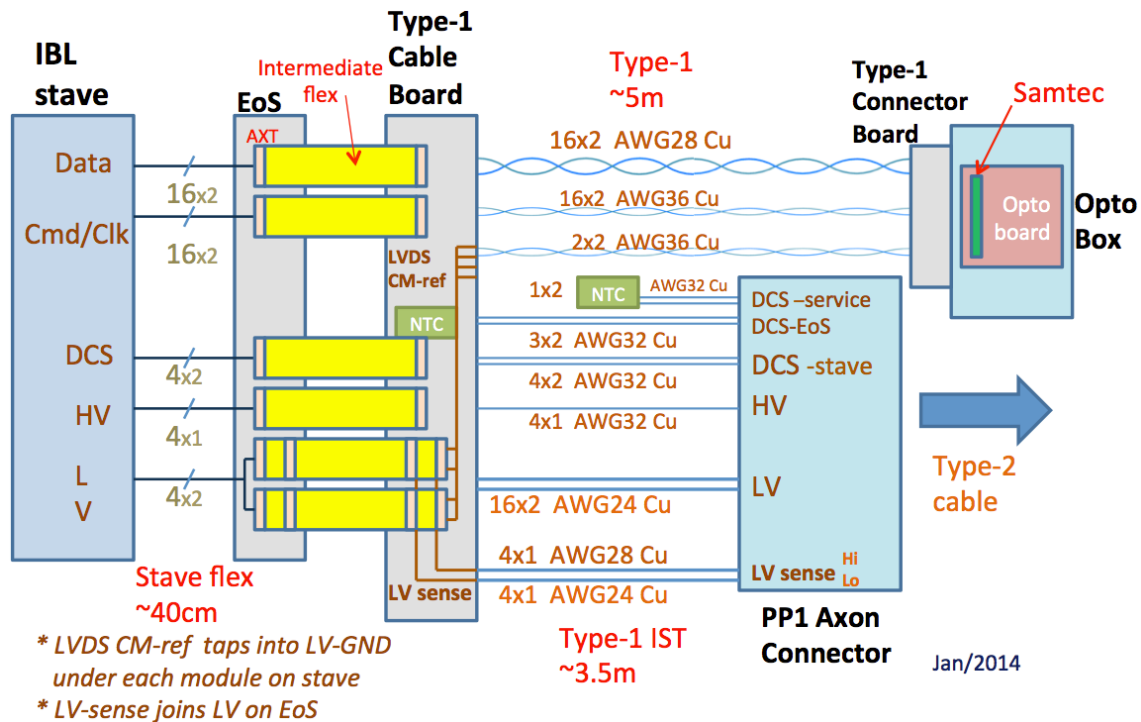 IBL
stave
EoS
Type-1
Cable
Board
Intermediate
flex
AXT
Type-1
~5m
Type-1
Connector
Board
Samtec
Data
16x2
Cmd/Clk
16x2
16x2 AWG28 Cu
16x2 AWG36 Cu
2x2 AWG36 Cu
Opto
board
Opto
Box
LVDS
CM-ref
1x2
NTC
AWG32 Cu
DCS –service
DCS-EoS
NTC
3x2 AWG32 Cu
DCS
4x2
4x2 AWG32 Cu
DCS -stave
HV
4x1
4x1 AWG32 Cu
HV
L
V
4x2
16x2 AWG24 Cu
LV
Type-2
cable
4x1 AWG28 Cu
LV sense
4x1 AWG24 Cu
LV sense
Hi
Lo
Stave flex
~40cm
Type-1 IST
~3.5m
PP1 Axon
Connector
Jan/2014
* LVDS CM-ref taps into LV-GND
under each module on stave
* LV-sense joins LV on EoS